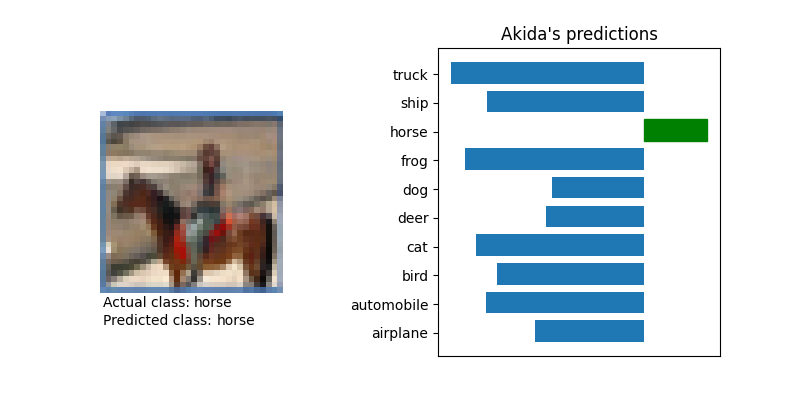 Akida's predictions
truck
ship
horse
frog
dog
deer
cat
bird
automobile
airplane
Actual class: horse
Predicted class: horse